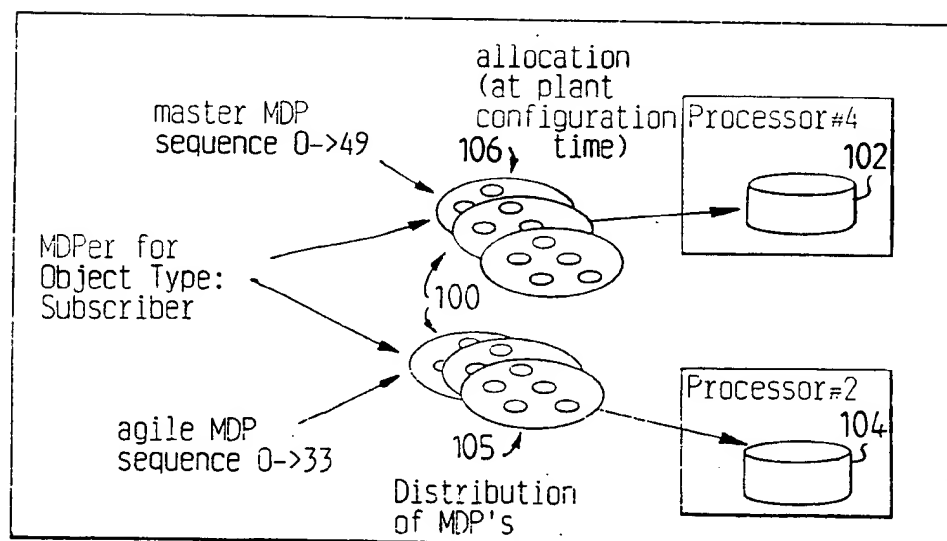 allocation
(at plant
configuration
time)
master MDP
sequence 0->49
106
Processor#4
102
MDPer for
Object Type:
Subscriber
100
Processor#2
104
agile MDP
sequence 0->33
105
Distribution
of MDP's